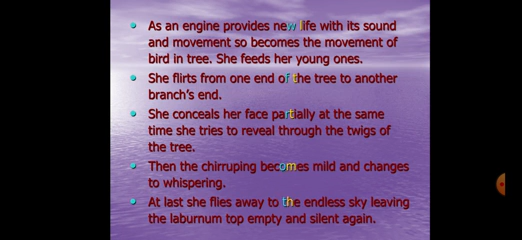 • As an engine provides new life with its sound
and movement so becomes the movement of
bird in tree. She feeds her young ones.
• She flirts from one end of the tree to another
branch's end.
• She conceals her face partially at the same
time she tries to reveal through the twigs of
the tree.
• Then the chirruping becomes mild and changes
to whispering.
• At last she flies away to the endless sky leaving
the laburnum top empty and silent again.